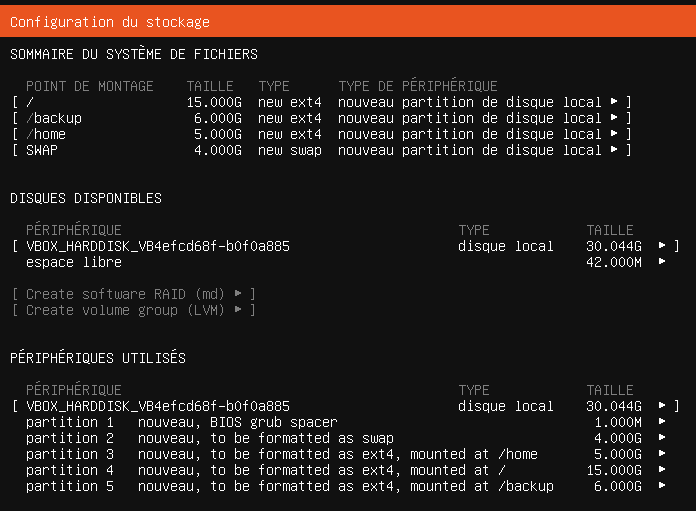 Configuration du stockage
SOMMAIRE DU SYSTÈME DE FICHIERS
POINT DE MONTAGE TAILLE TYPE TYPE DE PÉRIPHÉRIQUE
[ / 15.000G new ext4 nouveau partition de disque local ▸ ]
[ /backup 6.000G new ext4 nouveau partition de disque local ▸ ]
[ /home 5.000G new ext4 nouveau partition de disque local ▸ ]
[ SWAP 4.000G new swap nouveau partition de disque local ▸ ]
DISQUES DISPONIBLES
PÉRIPHÉRIQUE TYPE TAILLE
[ VBOX_HARDDISK_VB4efcd68f-b0f0a885 disque local 30.044G ▸ ]
espace libre 42.000M ▸
[ Create software RAID (md) ▸ ]
[ Create volume group (LVM) ▸ ]
PÉRIPHÉRIQUES UTILISÉS
PÉRIPHÉRIQUE TYPE TAILLE
[ VBOX_HARDDISK_VB4efcd68f-b0f0a885 disque local 30.044G ▸ ]
partition 1 nouveau, BIOS grub spacer 1.000M ▸
partition 2 nouveau, to be formatted as swap 4.000G ▸
partition 3 nouveau, to be formatted as ext4, mounted at /home 5.000G ▸
partition 4 nouveau, to be formatted as ext4, mounted at / 15.000G ▸
partition 5 nouveau, to be formatted as ext4, mounted at /backup 6.000G ▸